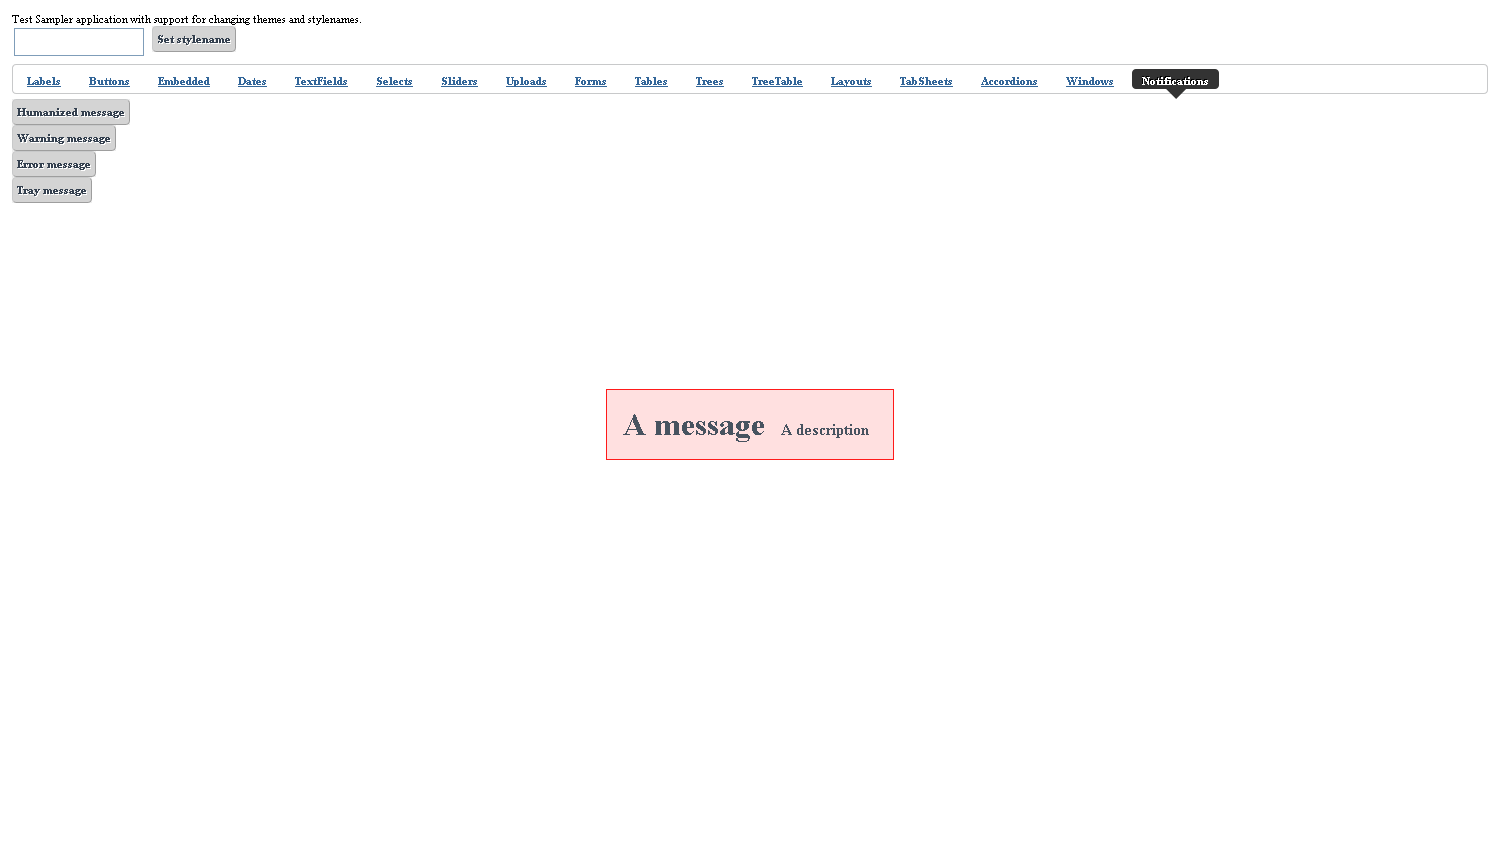 Test Sampler application with support for changing themes and stylenames.
Set stylename
Labels Buttons Embedded Dates TextFields Selects Sliders Uploads Forms Tables Trees TreeTable Layouts TabSheets Accordions Windows Notifications
Humanized message
Warning message
Error message
Tray message
A message A description